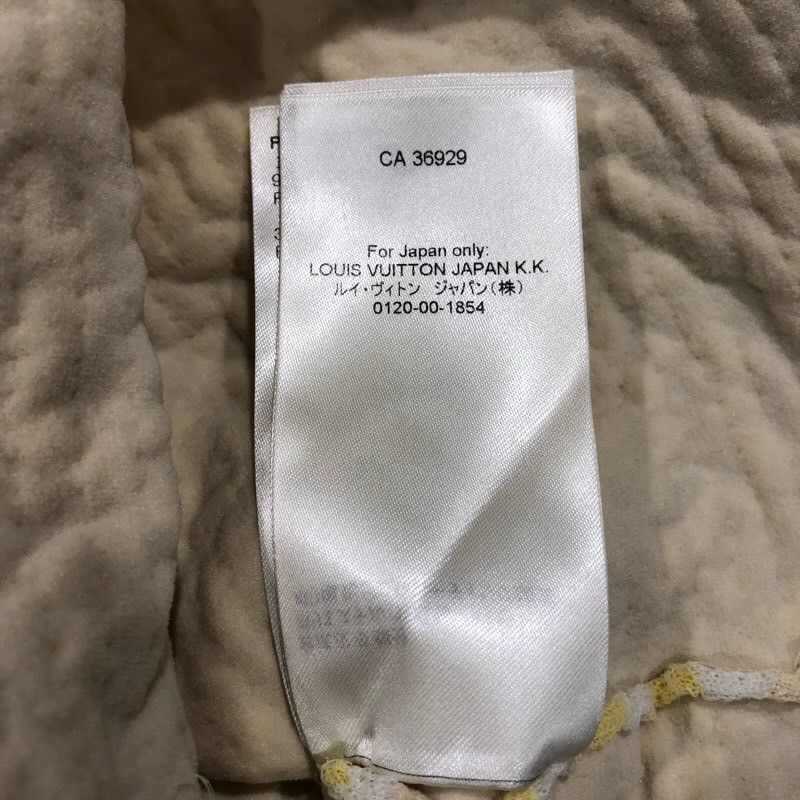 CA 36929
For Japan only:
LOUIS VUITTON JAPAN K.K.
ルイ・ヴィトン ジャパン(株)
0120-00-1854